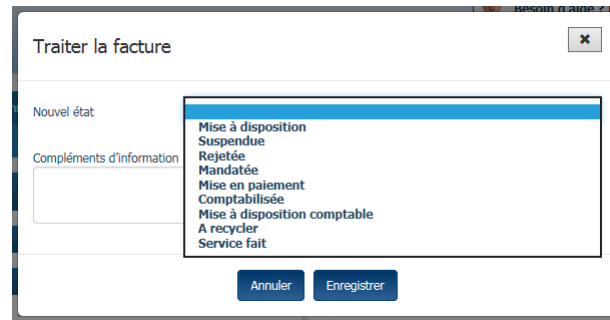 Besoin d'aide ?
Traiter la facture
Nouvel état
Mise à disposition
Suspendue
Rejetée
Mandatée
Mise en paiement
Comptabilisée
Mise à disposition comptable
A recycler
Service fait
Compléments d'information
Annuler
Enregistrer